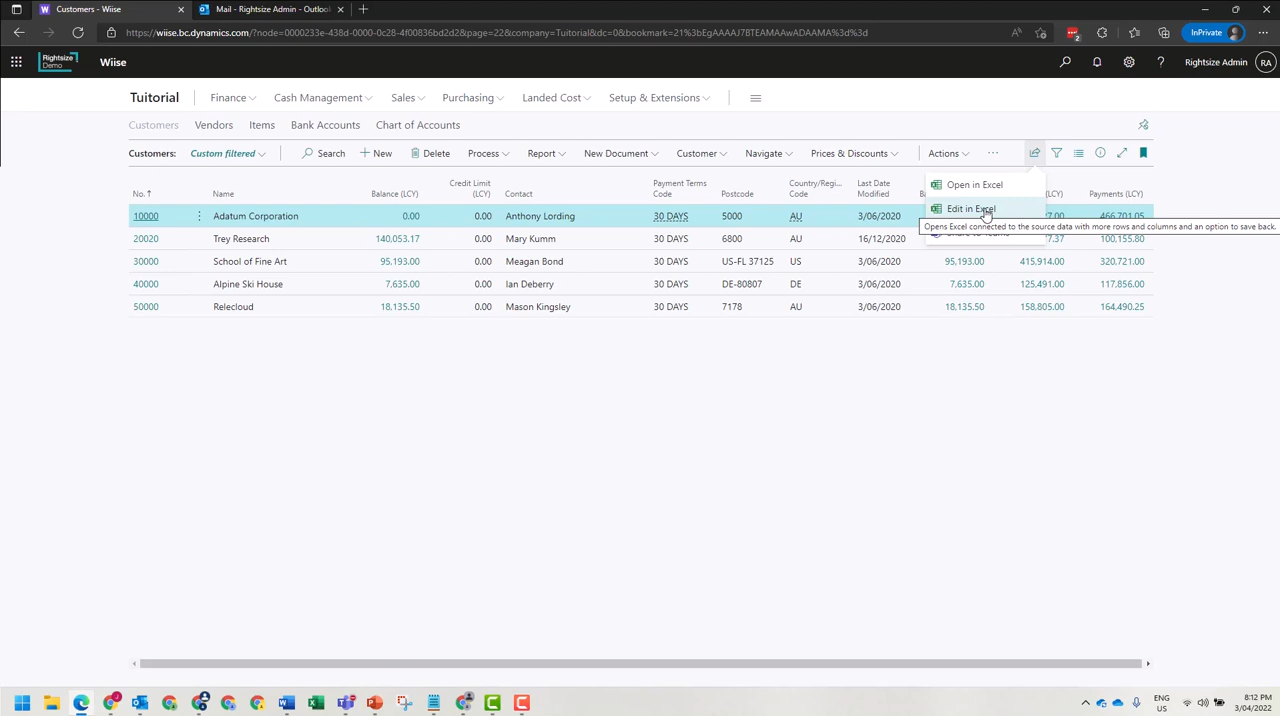 Customers - Wiise
Mail - Rightsize Admin - Outlook
https://wiise.bc.dynamics.com/?node=0000233e-438d-0000-0c28-4f00836bd2d2&page=22&company=Tuitorial&dc=0&bookmark=21%3bEgAAAAJ7BTEAMAAwADAAMA%3d%3d
InPrivate
Rightsize Demo
Wiise
Rightsize Admin
RA
Tuitorial
Finance
Cash Management
Sales
Purchasing
Landed Cost
Setup & Extensions
Customers
Vendors
Items
Bank Accounts
Chart of Accounts
Customers:
Custom filtered
Search
New
Delete
Process
Report
New Document
Customer
Navigate
Prices & Discounts
Actions
Open in Excel
Edit in Excel
Opens Excel connected to the source data with more rows and columns and an option to save back.
No. ↑ Name Balance (LCY) Credit Limit (LCY) Contact Payment Terms Code Postcode Country/Regi... Code Last Date Modified Payments (LCY)
10000 Adatum Corporation 0.00 0.00 Anthony Lording 30 DAYS 5000 AU 3/06/2020 466,701.05
20020 Trey Research 140,053.17 0.00 Mary Kumm 30 DAYS 6800 AU 16/12/2020 100,155.80
30000 School of Fine Art 95,193.00 0.00 Meagan Bond 30 DAYS US-FL 37125 US 3/06/2020 95,193.00 415,914.00 320,721.00
40000 Alpine Ski House 7,635.00 0.00 Ian Deberry 30 DAYS DE-80807 DE 3/06/2020 7,635.00 125,491.00 117,856.00
50000 Relecloud 18,135.50 0.00 Mason Kingsley 30 DAYS 7178 AU 3/06/2020 18,135.50 158,805.00 164,490.25
ENG
US
8:12 PM
3/04/2022